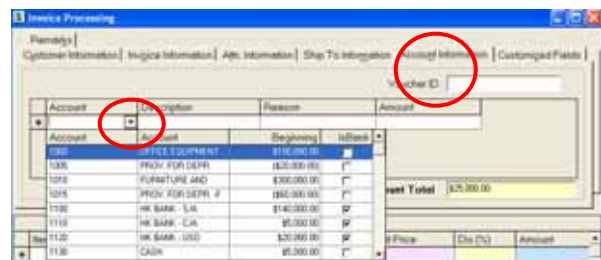 Invoice Processing
Remarks
Customer Information Invoice Information Attn. Information Ship To Information Account Information Customized Fields
Voucher ID
Account Description Reason Amount
Account Account Beginning IsBank
1000 OFFICE EQUIPMENT $100,000.00
1005 PROV. FOR DEPR. ($20,000.00)
1010 FURNITURE AND $300,000.00
1015 PROV. FOR DEPR. -F ($60,000.00)
1100 HK BANK - S/A $140,000.00
1110 HK BANK - C/A $5,000.00
1120 HK BANK - USD $20,000.00
1130 CASH $5,000.00
unt Total $25,000.00
t Price Dis (%) Amount